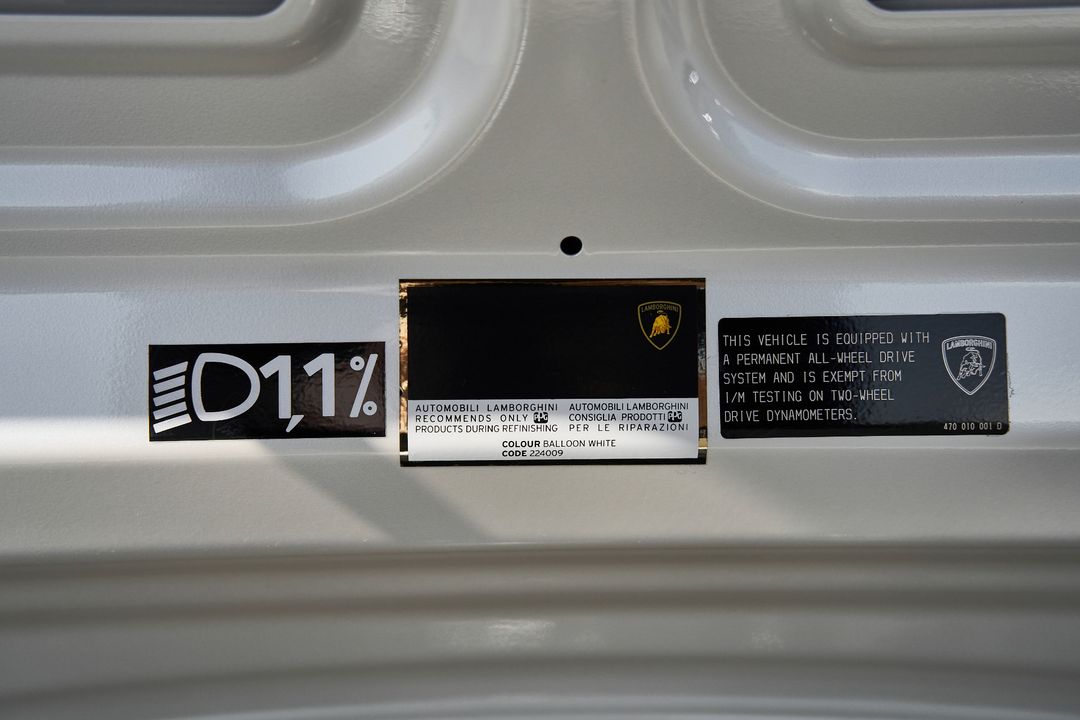 1,1%
LAMBORGHINI
AUTOMOBILI LAMBORGHINI
RECOMMENDS ONLY PPG
PRODUCTS DURING REFINISHING
AUTOMOBILI LAMBORGHINI
CONSIGLIA PRODOTTI PPG
PER LE RIPARAZIONI
COLOUR BALLOON WHITE
CODE 224009
THIS VEHICLE IS EQUIPPED WITH
A PERMANENT ALL-WHEEL DRIVE
SYSTEM AND IS EXEMPT FROM
I/M TESTING ON TWO-WHEEL
DRIVE DYNAMOMETERS.
LAMBORGHINI
470 010 001 D